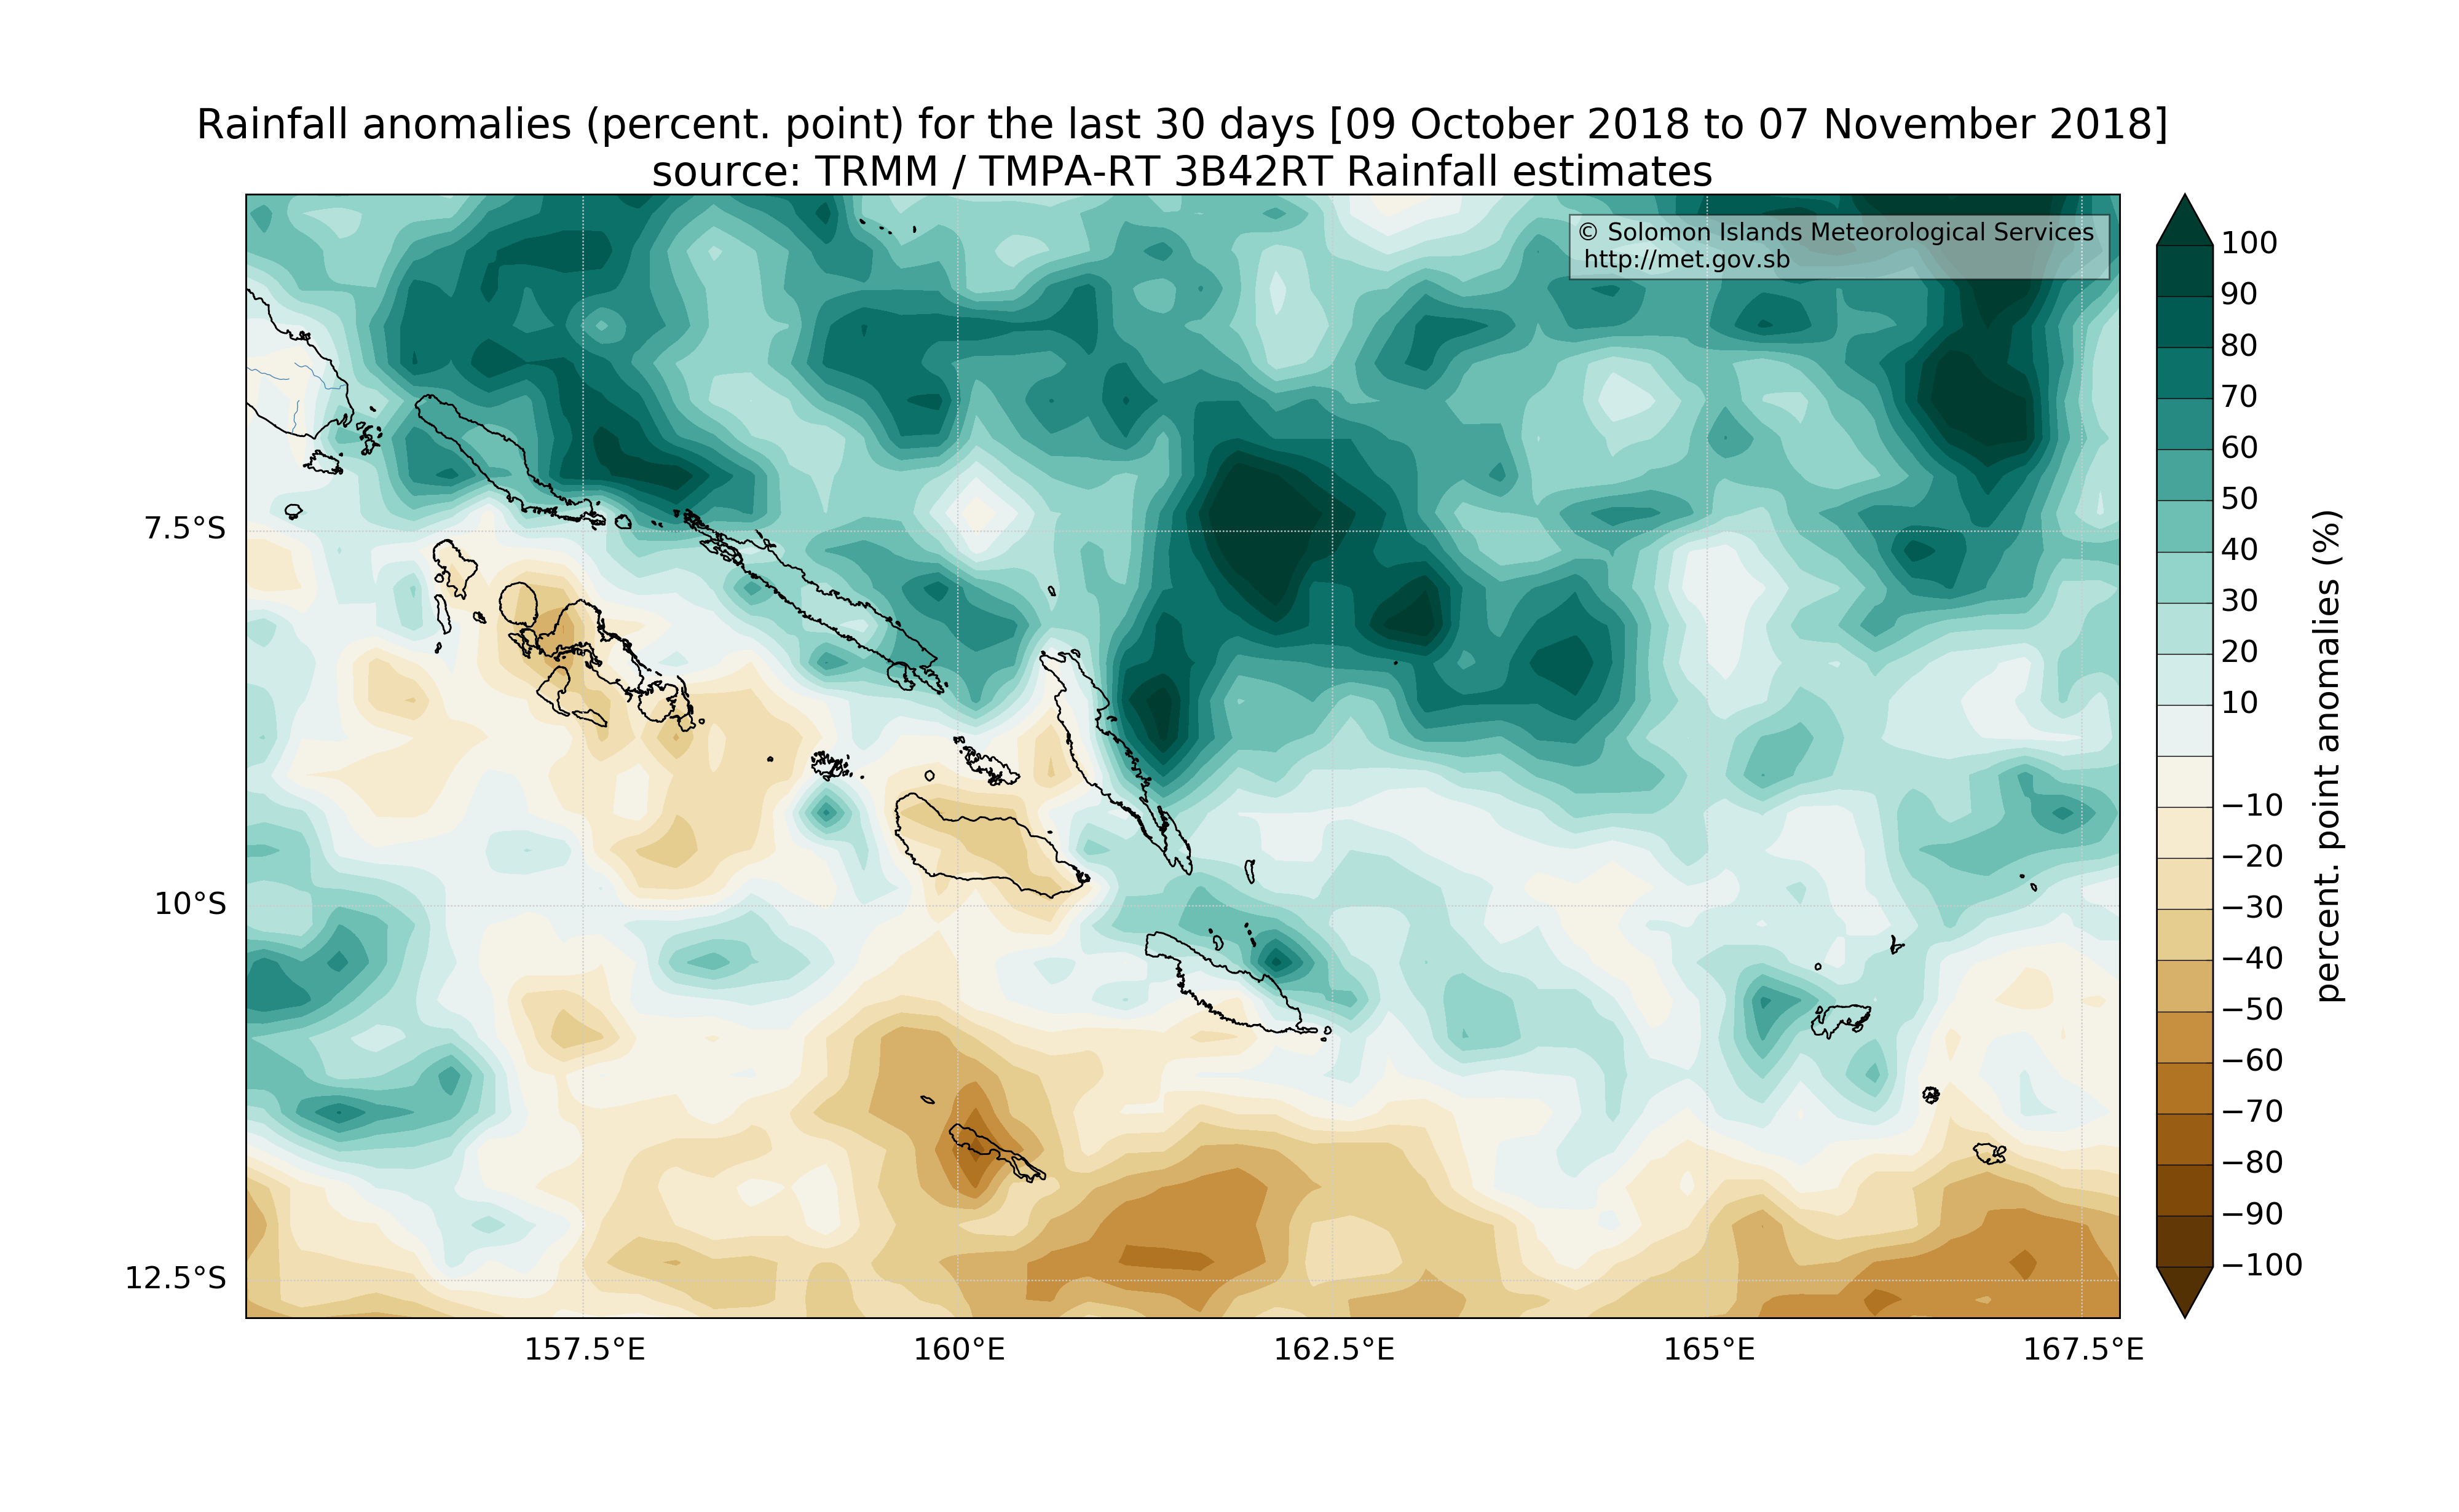 Rainfall anomalies (percent. point) for the last 30 days [09 October 2018 to 07 November 2018]
source: TRMM / TMPA-RT 3B42RT Rainfall estimates
© Solomon Islands Meteorological Services
http://met.gov.sb
7.5°S
10°S
12.5°S
157.5°E
160°E
162.5°E
165°E
167.5°E
100
90
80
70
60
50
40
30
20
10
−10
−20
−30
−40
−50
−60
−70
−80
−90
−100
percent. point anomalies (%)